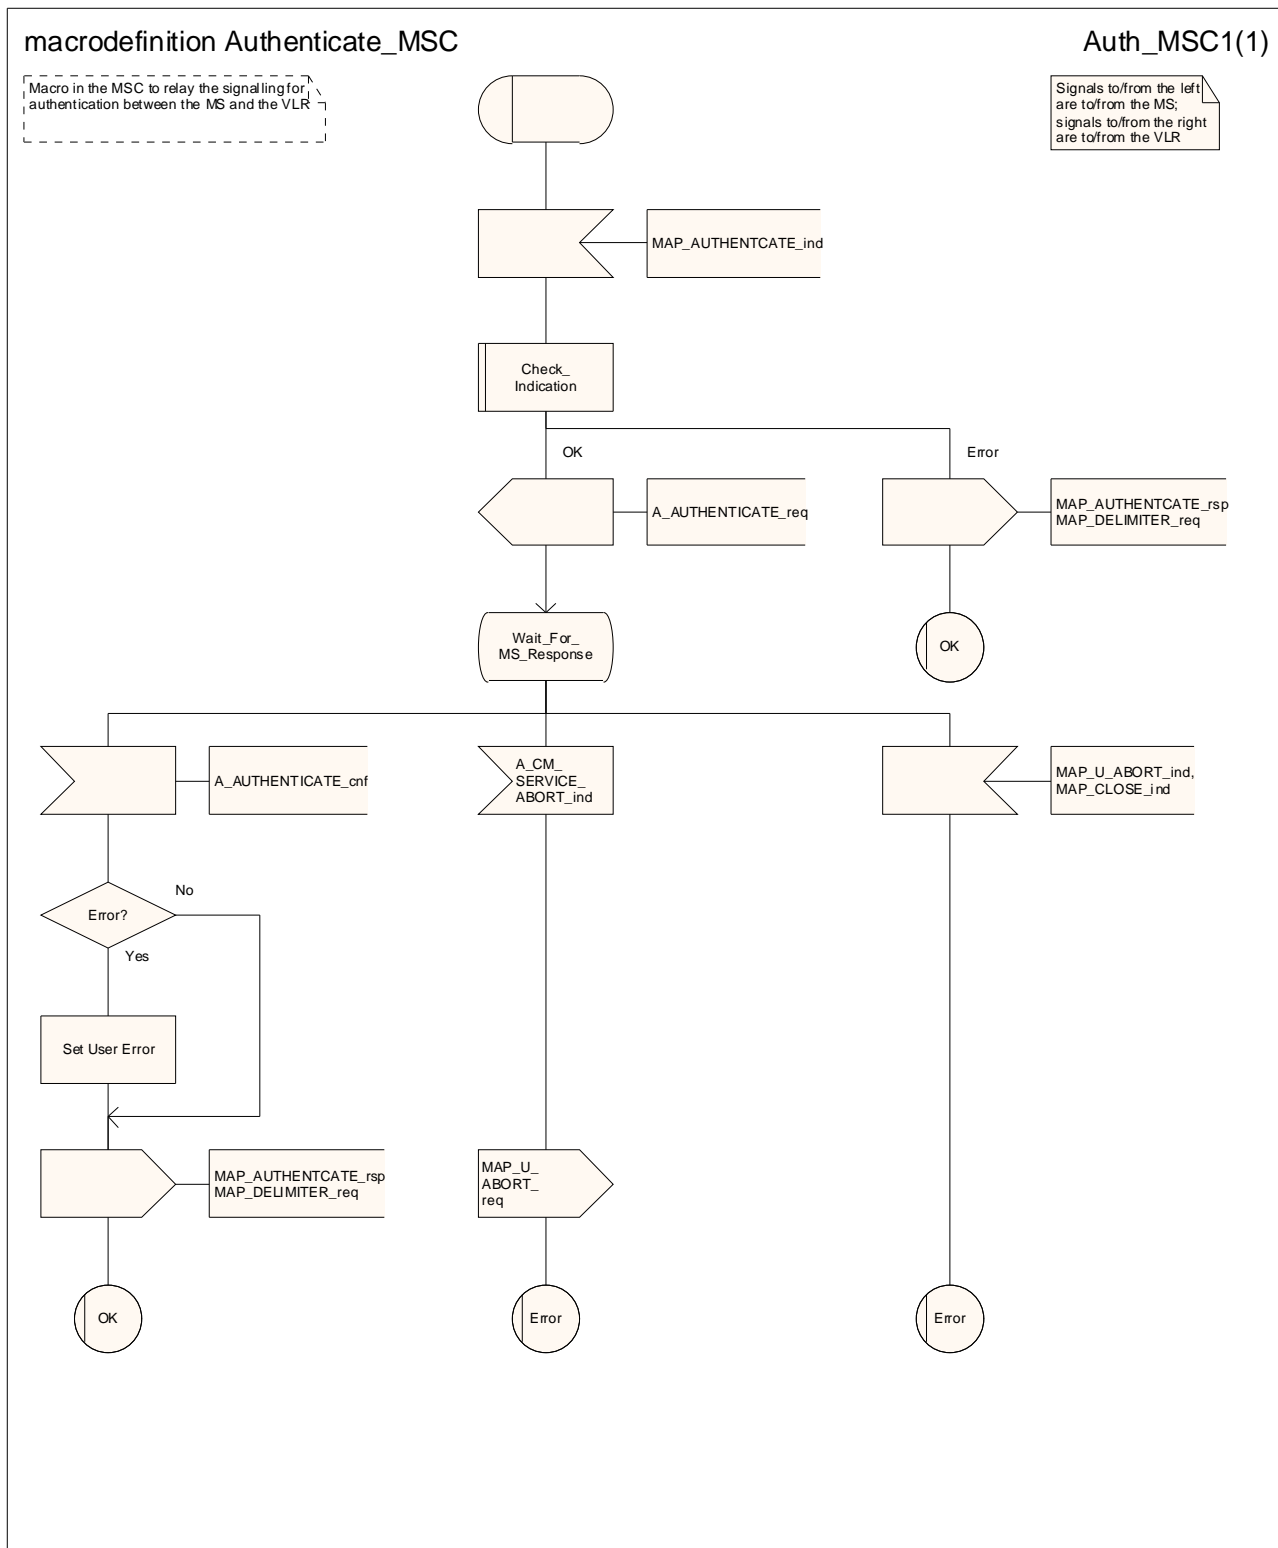 macrodefinition Authenticate_MSC
Auth_MSC1(1)
Macro in the MSC to relay the signalling for
authentication between the MS and the VLR
Signals to/from the left
are to/from the MS;
signals to/from the right
are to/from the VLR
MAP_AUTHENTCATE_ind
Check_
Indication
OK
Error
A_AUTHENTICATE_req
MAP_AUTHENTCATE_rsp
MAP_DELIMITER_req
Wait_For_
MS_Response
OK
A_AUTHENTICATE_cnf
A_CM_
SERVICE_
ABORT_ind
MAP_U_ABORT_ind,
MAP_CLOSE_ind
No
Error?
Yes
Set User Error
MAP_AUTHENTCATE_rsp
MAP_DELIMITER_req
MAP_U_
ABORT_
req
OK
Error
Error